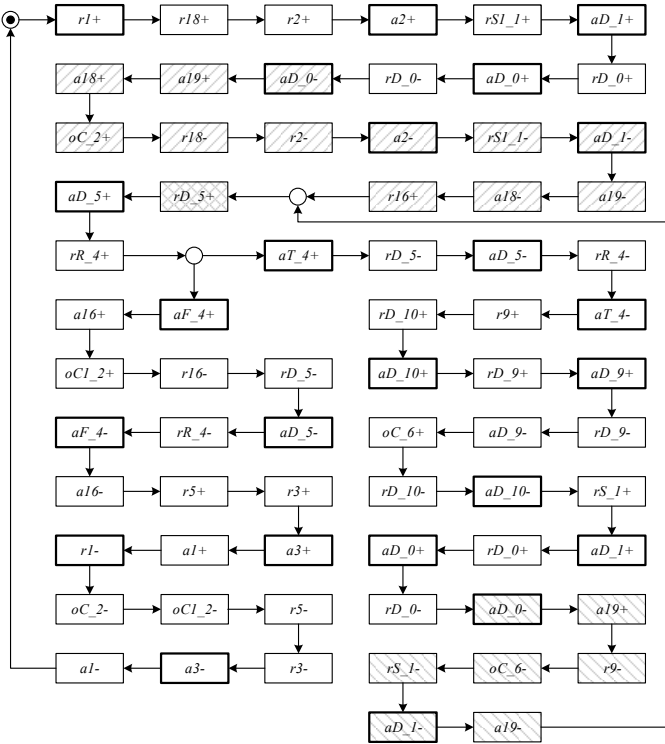 r1+ r18+ r2+ a2+ rS1_1+ aD_1+
a18+ a19+ aD_0- rD_0- aD_0+ rD_0+
oC_2+ r18- r2- a2- rS1_1- aD_1-
aD_5+ rD_5+ r16+ a18- a19-
rR_4+ aT_4+ rD_5- aD_5- rR_4-
a16+ aF_4+ rD_10+ r9+ aT_4-
oC1_2+ r16- rD_5- aD_10+ rD_9+ aD_9+
aF_4- rR_4- aD_5- oC_6+ aD_9- rD_9-
a16- r5+ r3+ rD_10- aD_10- rS_1+
r1- a1+ a3+ aD_0+ rD_0+ aD_1+
oC_2- oC1_2- r5- rD_0- aD_0- a19+
a1- a3- r3- rS_1- oC_6- r9-
aD_1- a19-